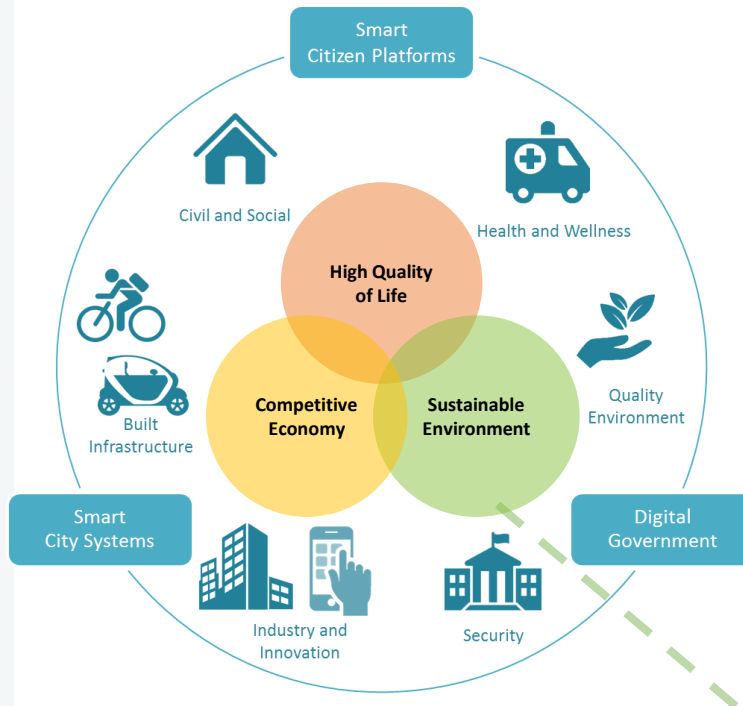 Smart
Citizen Platforms
Civil and Social
Health and Wellness
High Quality
of Life
Built
Infrastructure
Competitive
Economy
Sustainable
Environment
Quality
Environment
Smart
City Systems
Digital
Government
Industry and
Innovation
Security